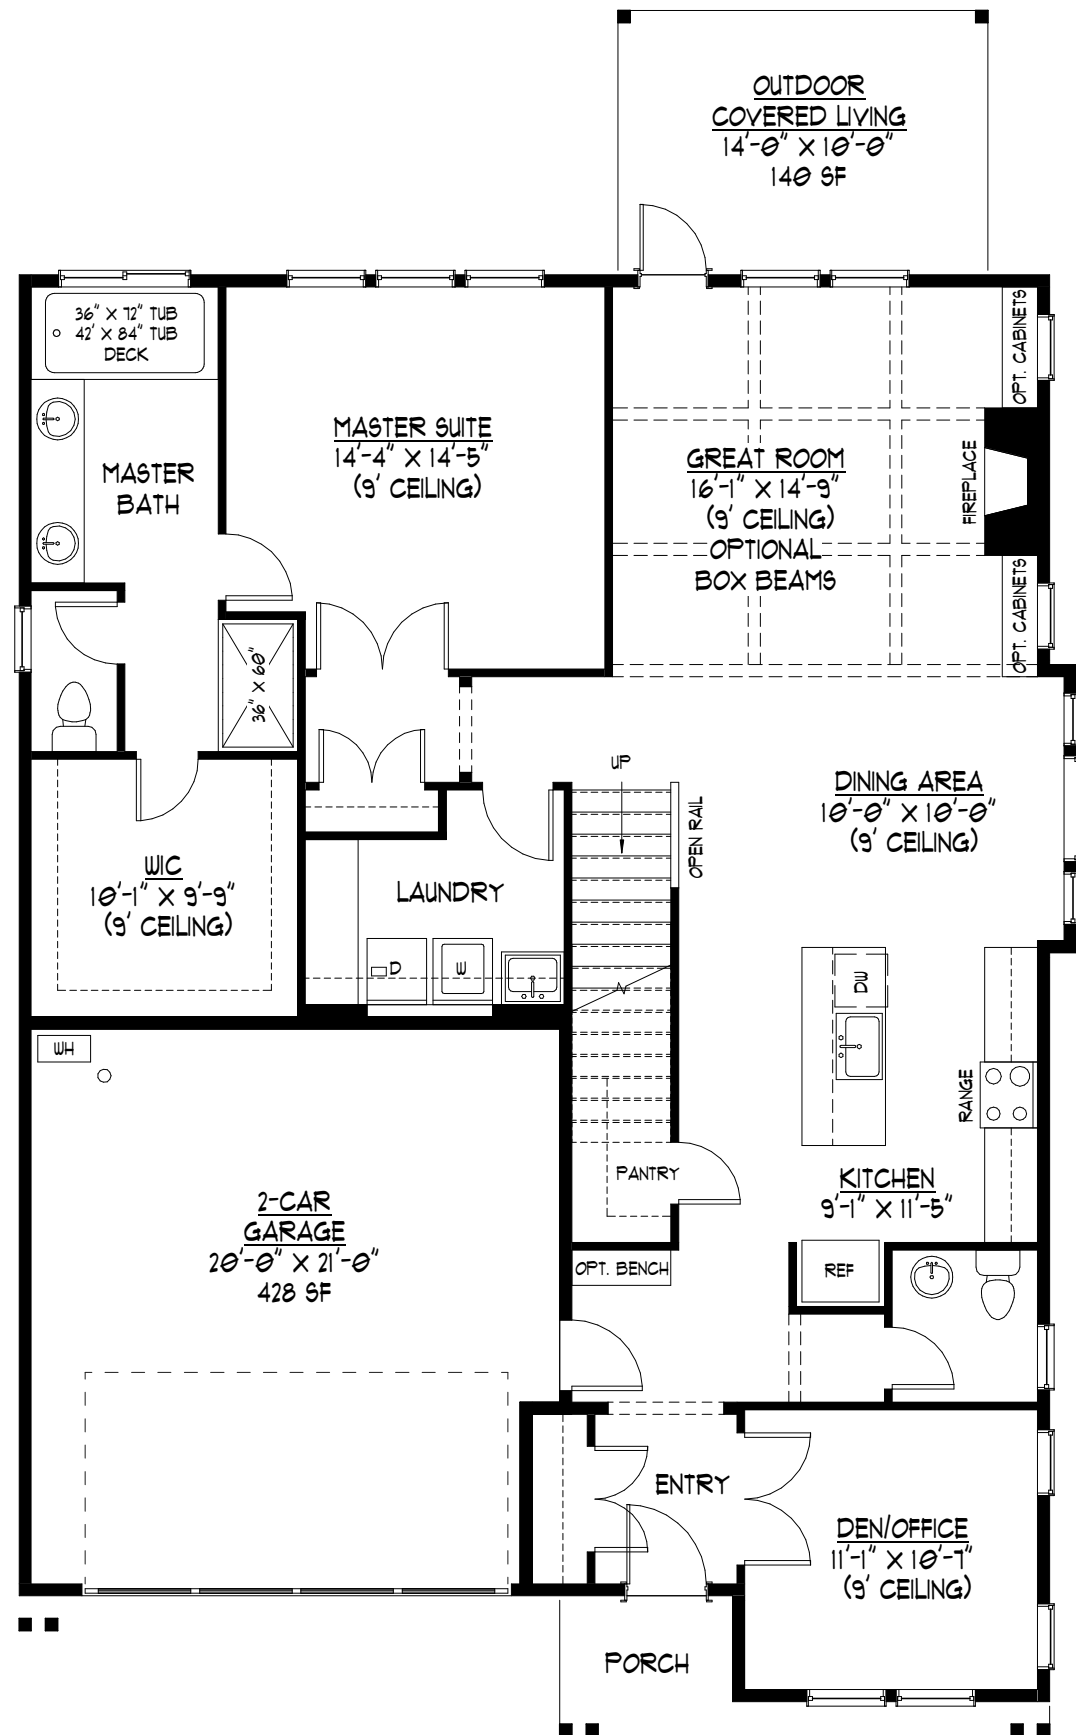 OUTDOOR
COVERED LIVING
14'-0" X 10'-0"
140 SF
36" X 72" TUB
42' X 84" TUB
DECK
MASTER
BATH
MASTER SUITE
14'-4" X 14'-5"
(9' CEILING)
GREAT ROOM
16'-1" X 14'-9"
(9' CEILING)
OPTIONAL
BOX BEAMS
OPT. CABINETS
FIREPLACE
OPT. CABINETS
36" X 60"
UP
OPEN RAIL
DINING AREA
10'-0" X 10'-0"
(9' CEILING)
WIC
10'-1" X 9'-9"
(9' CEILING)
LAUNDRY
D
W
DW
WH
RANGE
PANTRY
KITCHEN
9'-1" X 11'-5"
2-CAR
GARAGE
20'-0" X 21'-0"
428 SF
OPT. BENCH
REF
ENTRY
DEN/OFFICE
11'-1" X 10'-7"
(9' CEILING)
PORCH